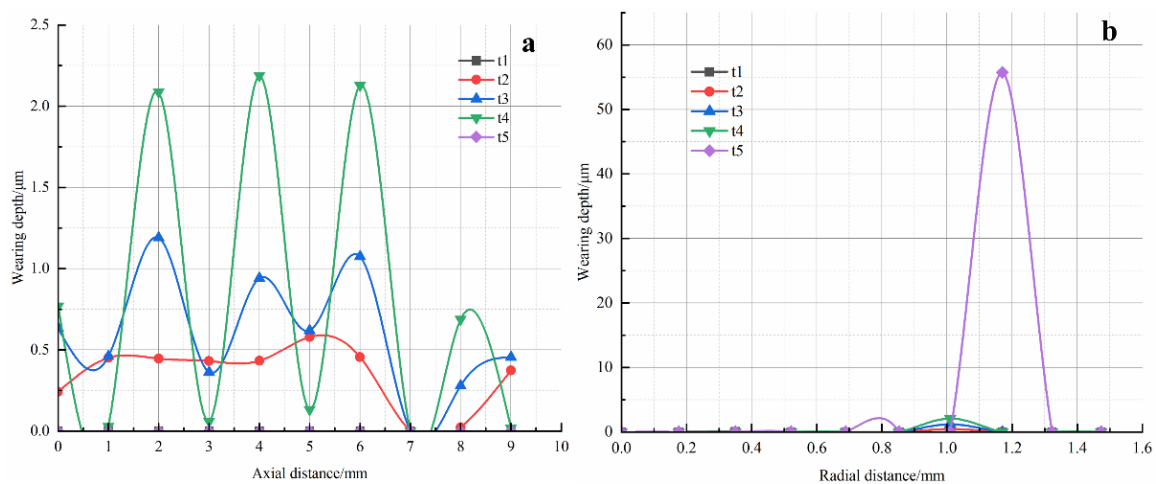 a
t1
t2
t3
t4
t5
Wearing depth/μm
2.5
2.0
1.5
1.0
0.5
0.0
0 1 2 3 4 5 6 7 8 9 10
Axial distance/mm
b
t1
t2
t3
t4
t5
Wearing depth/μm
60
50
40
30
20
10
0
0.0 0.2 0.4 0.6 0.8 1.0 1.2 1.4 1.6
Radial distance/mm